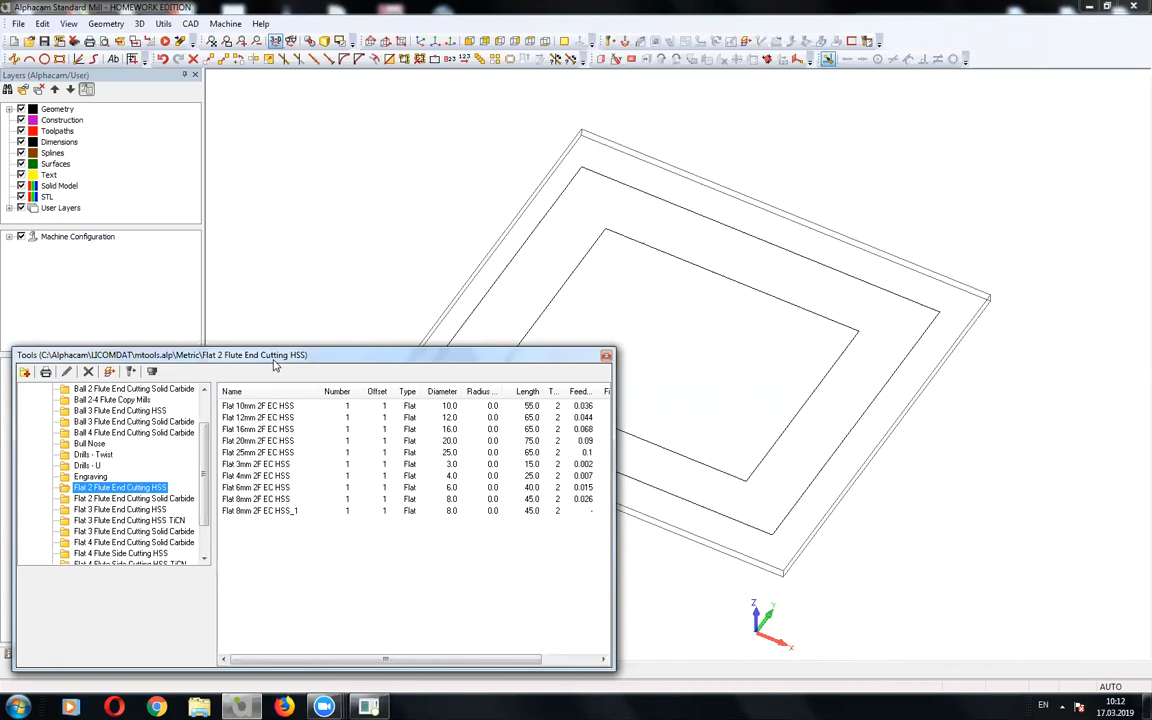 Alphacam Standard Mill - HOMEWORK EDITION
File Edit View Geometry 3D Utils CAD Machine Help
Layers (Alphacam/User)
Geometry
Construction
Toolpaths
Dimensions
Splines
Surfaces
Text
Solid Model
STL
User Layers
Machine Configuration
Tools (C:\Alphacam\LICOMDAT\mtools.alp\Metric\Flat 2 Flute End Cutting HSS)
Ball 2 Flute End Cutting Solid Carbide
Ball 2-4 Flute Copy Mills
Ball 3 Flute End Cutting HSS
Ball 3 Flute End Cutting Solid Carbide
Ball 4 Flute End Cutting Solid Carbide
Bull Nose
Drills - Twist
Drills - U
Engraving
Flat 2 Flute End Cutting HSS
Flat 2 Flute End Cutting Solid Carbide
Flat 3 Flute End Cutting HSS
Flat 3 Flute End Cutting HSS TiCN
Flat 3 Flute End Cutting Solid Carbide
Flat 4 Flute End Cutting Solid Carbide
Flat 4 Flute Side Cutting HSS
Flat 4 Flute Side Cutting HSS TiCN
Name Number Offset Type Diameter Radius ... Length T... Feed... Fi
Flat 10mm 2F EC HSS 1 1 Flat 10.0 0.0 55.0 2 0.036
Flat 12mm 2F EC HSS 1 1 Flat 12.0 0.0 65.0 2 0.044
Flat 16mm 2F EC HSS 1 1 Flat 16.0 0.0 65.0 2 0.068
Flat 20mm 2F EC HSS 1 1 Flat 20.0 0.0 75.0 2 0.09
Flat 25mm 2F EC HSS 1 1 Flat 25.0 0.0 65.0 2 0.1
Flat 3mm 2F EC HSS 1 1 Flat 3.0 0.0 15.0 2 0.002
Flat 4mm 2F EC HSS 1 1 Flat 4.0 0.0 25.0 2 0.007
Flat 6mm 2F EC HSS 1 1 Flat 6.0 0.0 40.0 2 0.015
Flat 8mm 2F EC HSS 1 1 Flat 8.0 0.0 45.0 2 0.026
Flat 8mm 2F EC HSS_1 1 1 Flat 8.0 0.0 45.0 2 -
Z
Y
X
AUTO
EN
10:12
17.03.2019